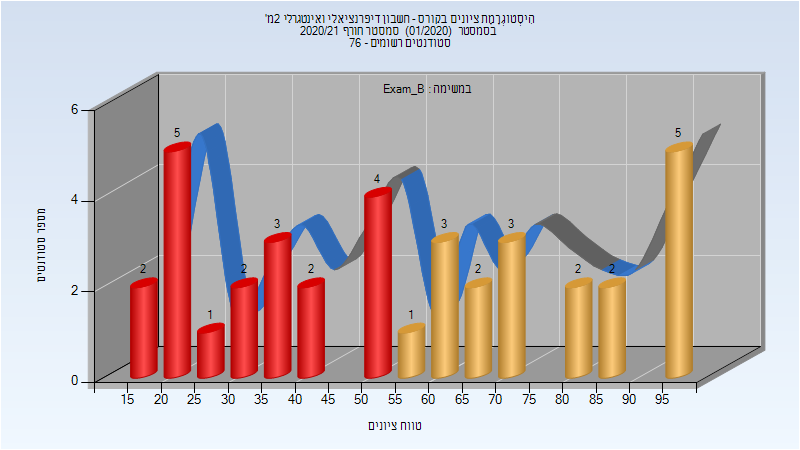 היסטוגרמת ציונים בקורס - חשבון דיפרנציאלי ואינטגרלי 2מ'
בסמסטר (01/2020) סמסטר חורף 2020/21
סטודנטים רשומים - 76
במשימה : Exam_B
מספר סטודנטים
6
4
2
0
2 5 1 2 3 2 4 1 3 2 3 2 2 5
15 20 25 30 35 40 45 50 55 60 65 70 75 80 85 90 95
טווח ציונים